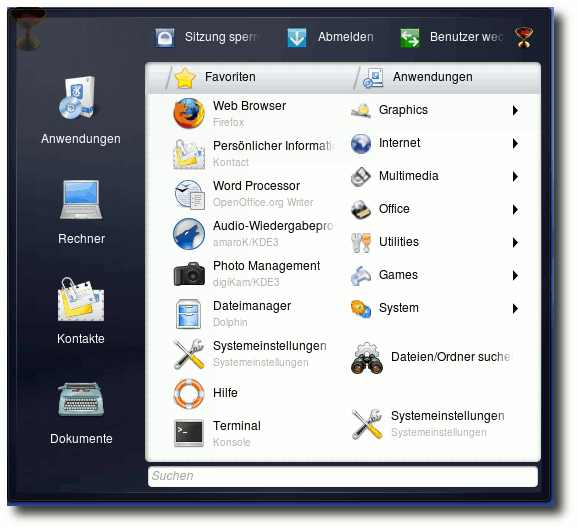 Sitzung sperr
Abmelden
Benutzer wec
Anwendungen
Rechner
Kontakte
Dokumente
Favoriten
Web Browser
Firefox
Persönlicher Informati
Kontact
Word Processor
OpenOffice.org Writer
Audio-Wiedergabepro
amaroK/KDE3
Photo Management
digiKam/KDE3
Dateimanager
Dolphin
Systemeinstellungen
Systemeinstellungen
Hilfe
Terminal
Konsole
Anwendungen
Graphics
Internet
Multimedia
Office
Utilities
Games
System
Dateien/Ordner suche
Systemeinstellungen
Systemeinstellungen
Suchen